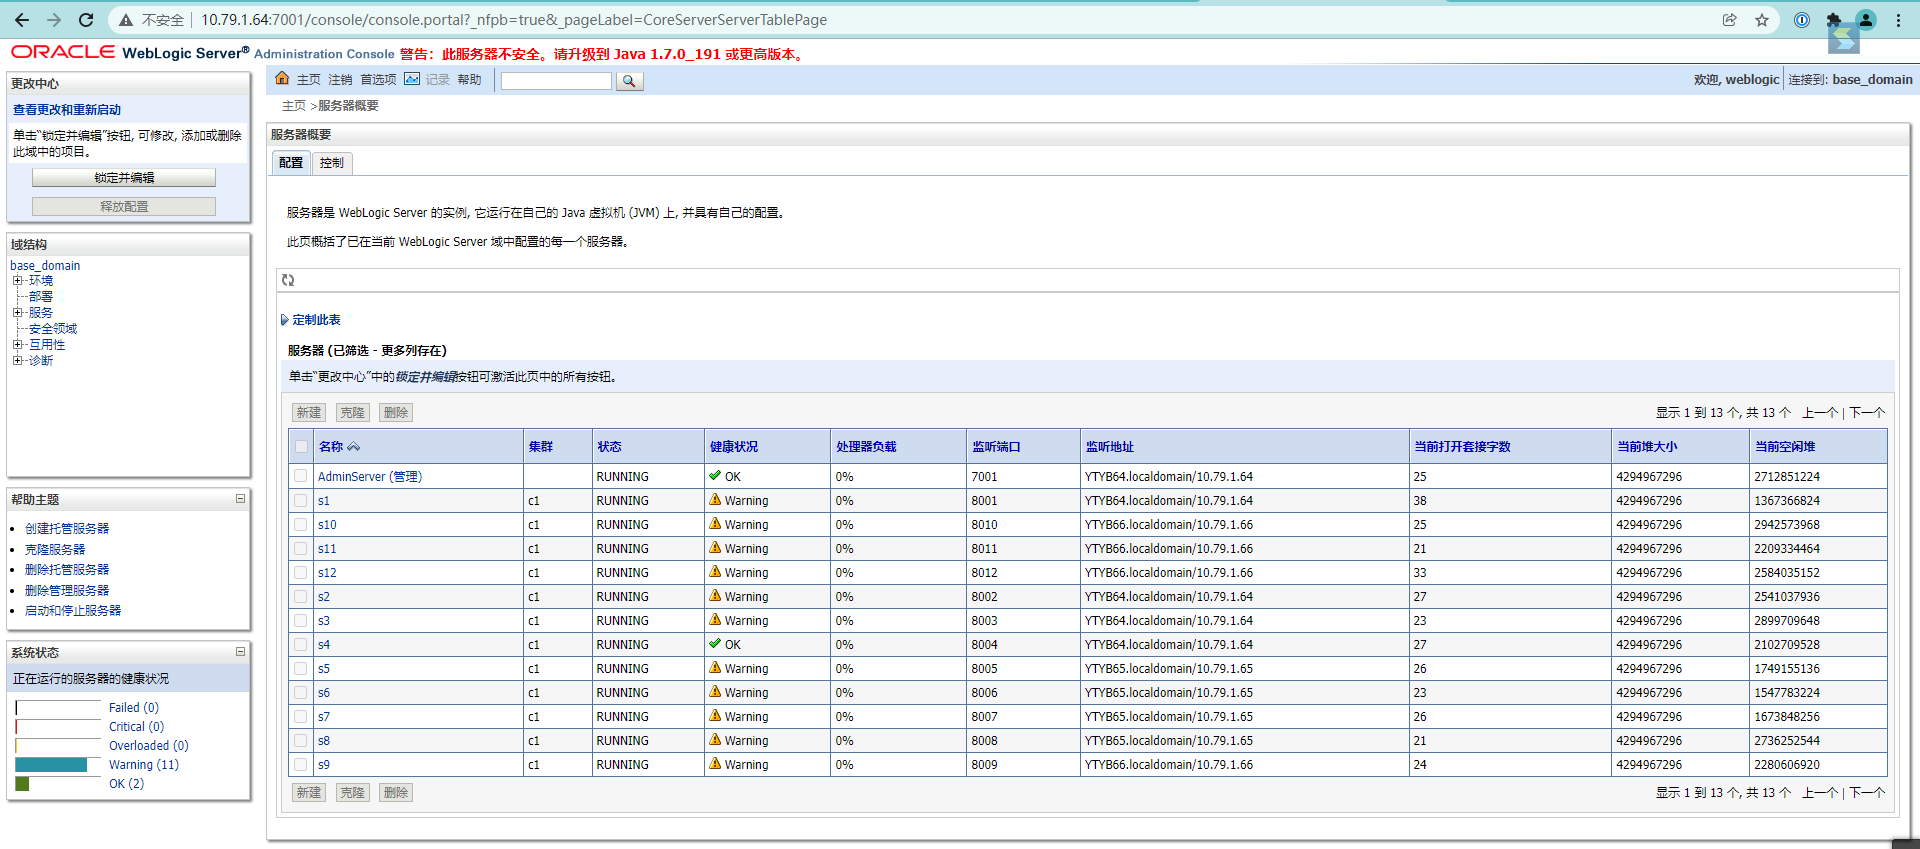 不安全 | 10.79.1.64:7001/console/console.portal?_nfpb=true&_pageLabel=CoreServerServerTablePage
ORACLE WebLogic Server® Administration Console 警告：此服务器不安全。请升级到 Java 1.7.0_191 或更高版本。
更改中心
查看更改和重新启动
单击“锁定并编辑”按钮, 可修改, 添加或删除
此域中的项目。
锁定并编辑
释放配置
域结构
base_domain
环境
部署
服务
安全领域
互用性
诊断
帮助主题
创建托管服务器
克隆服务器
删除托管服务器
删除管理服务器
启动和停止服务器
系统状态
正在运行的服务器的健康状况
Failed (0)
Critical (0)
Overloaded (0)
Warning (11)
OK (2)
主页 注销 首选项 记录 帮助
欢迎, weblogic | 连接到: base_domain
主页 >服务器概要
服务器概要
配置 控制
服务器是 WebLogic Server 的实例, 它运行在自己的 Java 虚拟机 (JVM) 上, 并具有自己的配置。
此页概括了已在当前 WebLogic Server 域中配置的每一个服务器。
定制此表
服务器 (已筛选 - 更多列存在)
单击“更改中心”中的锁定并编辑按钮可激活此页中的所有按钮。
新建 克隆 删除 显示 1 到 13 个, 共 13 个 上一个 | 下一个
名称 集群 状态 健康状况 处理器负载 监听端口 监听地址 当前打开套接字数 当前堆大小 当前空闲堆
AdminServer (管理) RUNNING OK 0% 7001 YTYB64.localdomain/10.79.1.64 25 4294967296 2712851224
s1 c1 RUNNING Warning 0% 8001 YTYB64.localdomain/10.79.1.64 38 4294967296 1367366824
s10 c1 RUNNING Warning 0% 8010 YTYB66.localdomain/10.79.1.66 25 4294967296 2942573968
s11 c1 RUNNING Warning 0% 8011 YTYB66.localdomain/10.79.1.66 21 4294967296 2209334464
s12 c1 RUNNING Warning 0% 8012 YTYB66.localdomain/10.79.1.66 33 4294967296 2584035152
s2 c1 RUNNING Warning 0% 8002 YTYB64.localdomain/10.79.1.64 27 4294967296 2541037936
s3 c1 RUNNING Warning 0% 8003 YTYB64.localdomain/10.79.1.64 23 4294967296 2899709648
s4 c1 RUNNING OK 0% 8004 YTYB64.localdomain/10.79.1.64 27 4294967296 2102709528
s5 c1 RUNNING Warning 0% 8005 YTYB65.localdomain/10.79.1.65 26 4294967296 1749155136
s6 c1 RUNNING Warning 0% 8006 YTYB65.localdomain/10.79.1.65 23 4294967296 1547783224
s7 c1 RUNNING Warning 0% 8007 YTYB65.localdomain/10.79.1.65 26 4294967296 1673848256
s8 c1 RUNNING Warning 0% 8008 YTYB65.localdomain/10.79.1.65 21 4294967296 2736252544
s9 c1 RUNNING Warning 0% 8009 YTYB66.localdomain/10.79.1.66 24 4294967296 2280606920
新建 克隆 删除 显示 1 到 13 个, 共 13 个 上一个 | 下一个